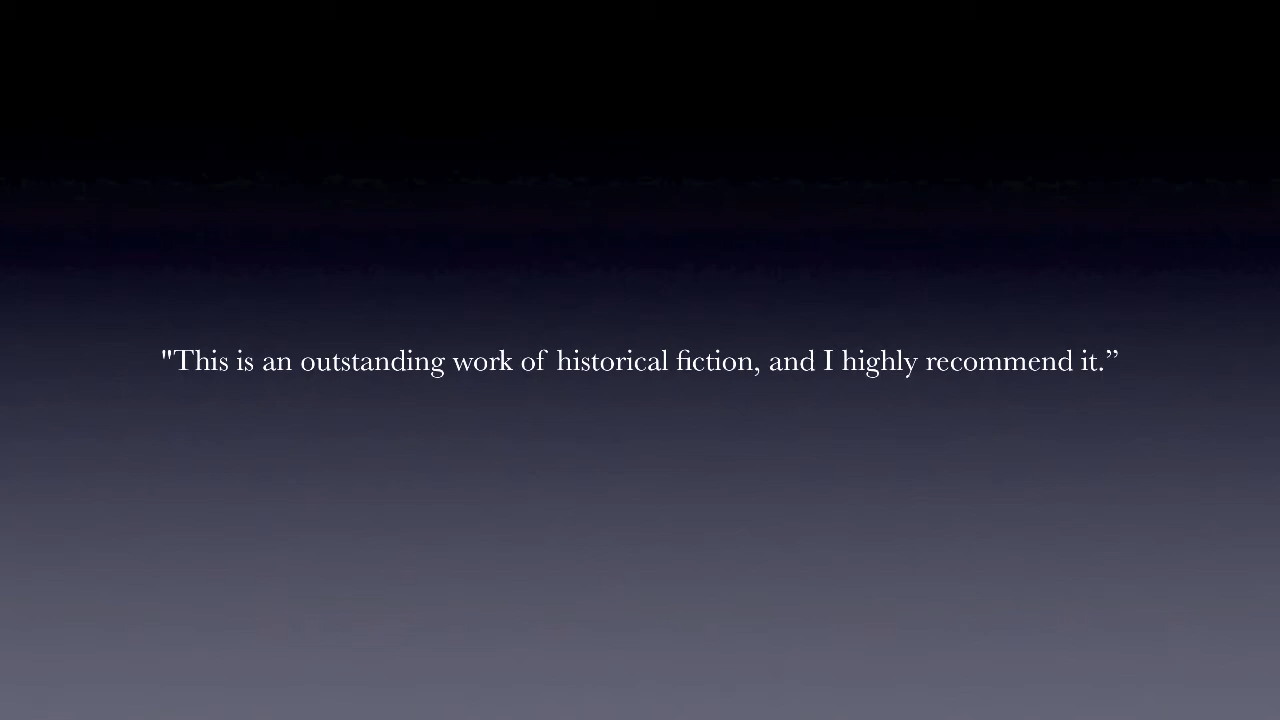 "This is an outstanding work of historical fiction, and I highly recommend it.”